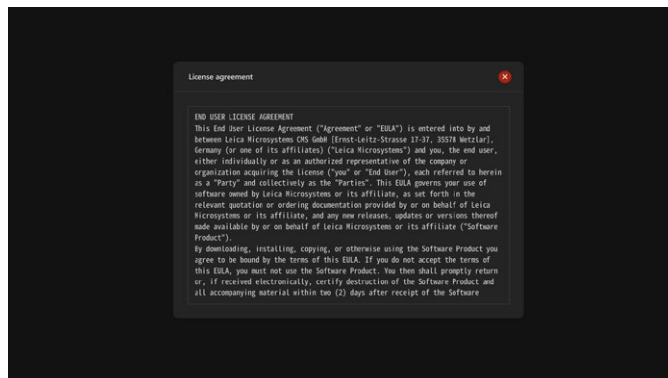 License agreement
END USER LICENSE AGREEMENT
This End User License Agreement ("Agreement" or "EULA") is entered into by and
between Leica Microsystems CMS GmbH [Ernst-Leitz-Strasse 17-37, 35578 Wetzlar],
Germany (or one of its affiliates) ("Leica Microsystems") and you, the end user,
either individually or as an authorized representative of the company or
organization acquiring the License ("you" or "End User"), each referred to herein
as a "Party" and collectively as the "Parties". This EULA governs your use of
software owned by Leica Microsystems or its affiliate, as set forth in the
relevant quotation or ordering documentation provided by or on behalf of Leica
Microsystems or its affiliate, and any new releases, updates or versions thereof
made available by or on behalf of Leica Microsystems or its affiliate ("Software
Product").
By downloading, installing, copying, or otherwise using the Software Product you
agree to be bound by the terms of this EULA. If you do not accept the terms of
this EULA, you must not use the Software Product. You then shall promptly return
or, if received electronically, certify destruction of the Software Product and
all accompanying material within two (2) days after receipt of the Software